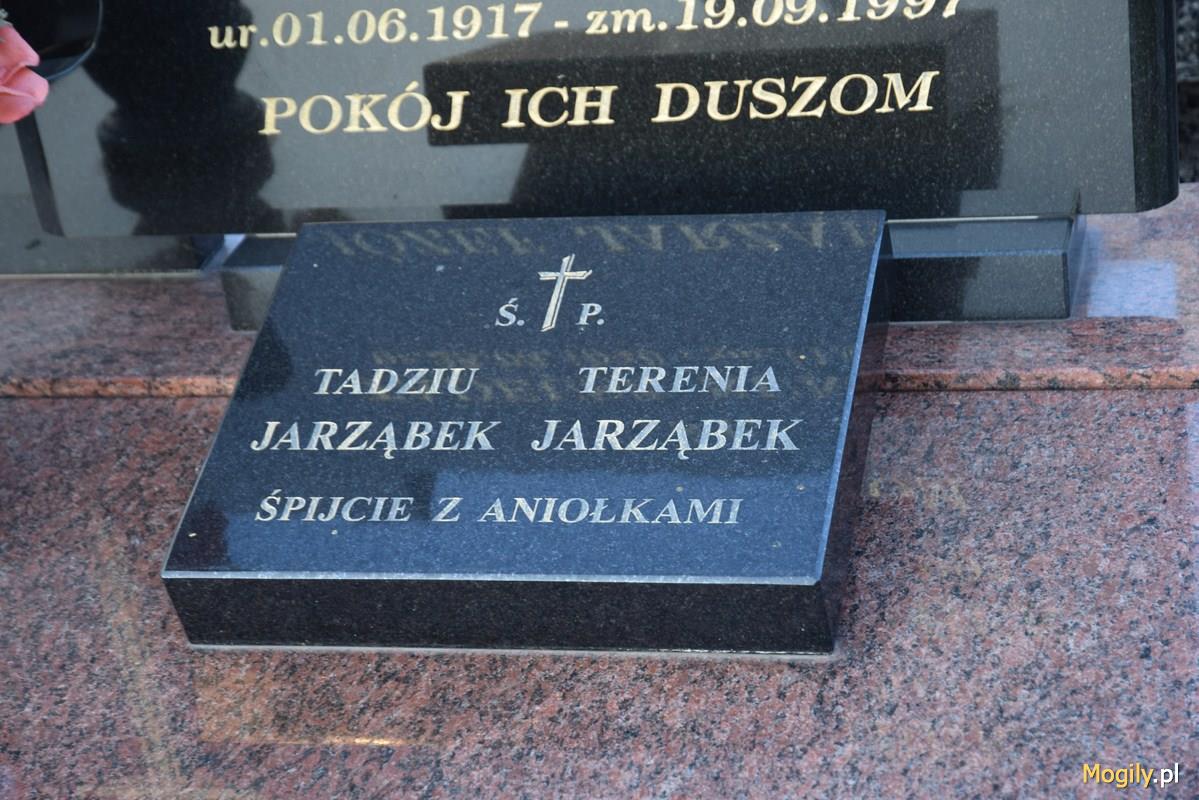 ur.01.06.1917 - zm.19.09.1997
POKÓJ ICH DUSZOM
Ś. P.
TADZIU TERENIA
JARZĄBEK JARZĄBEK
ŚPIJCIE Z ANIOŁKAMI
Mogily.pl